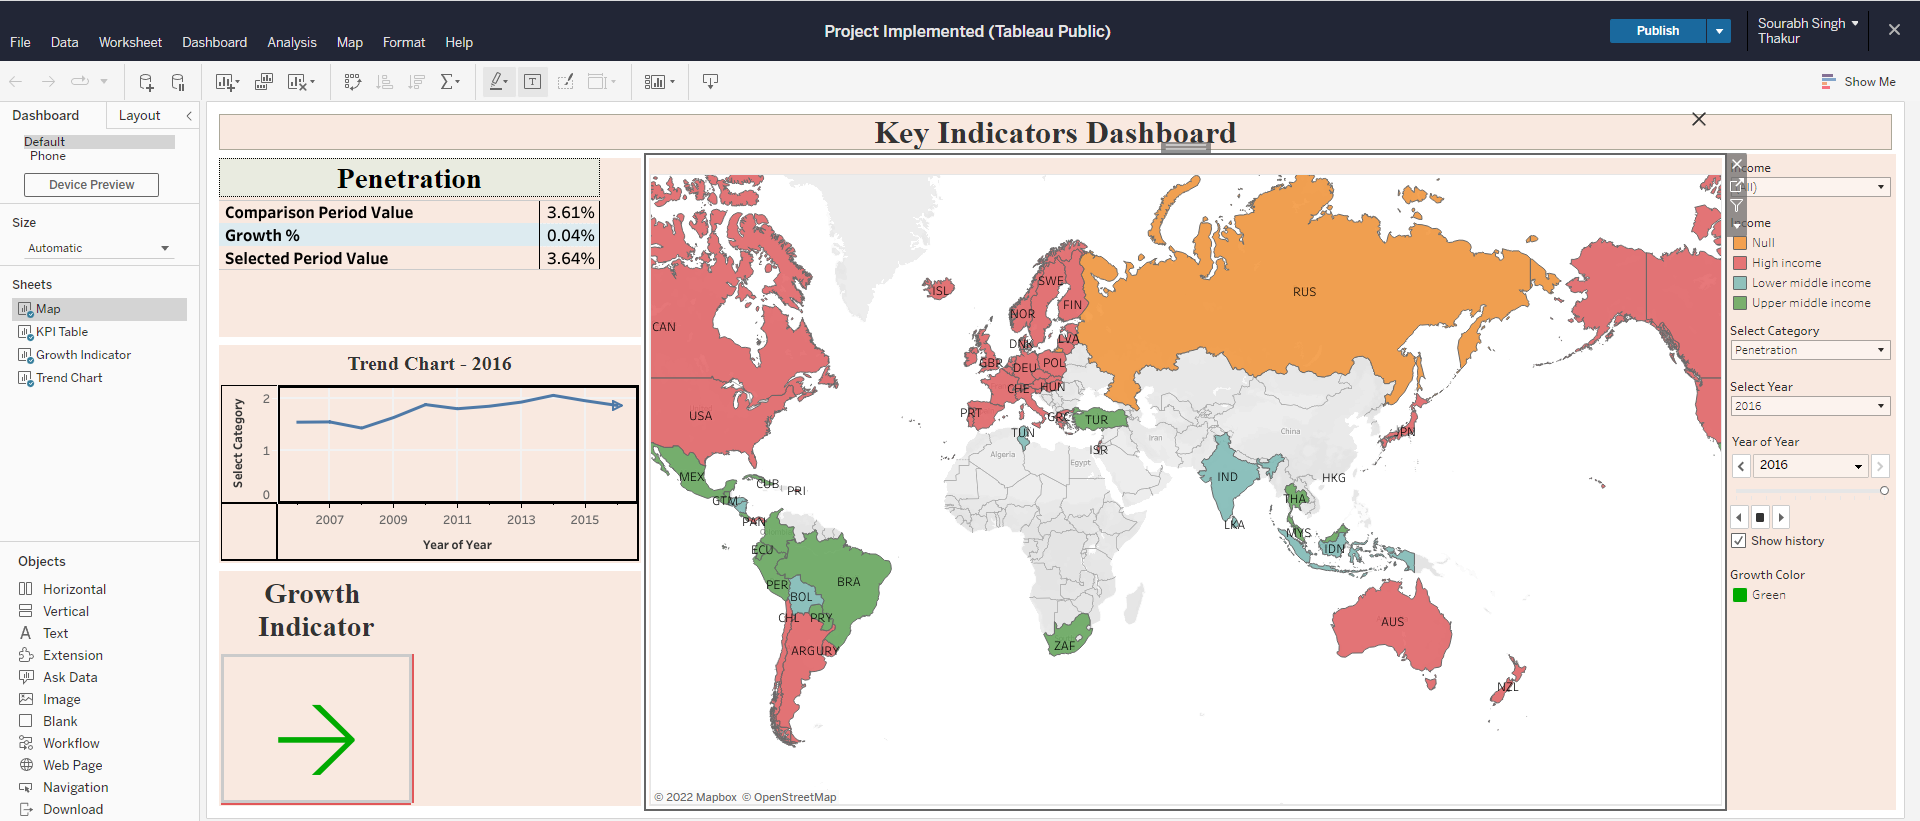 Project Implemented (Tableau Public)
Publish
Sourabh Singh
Thakur
File Data Worksheet Dashboard Analysis Map Format Help
Show Me
Dashboard Layout
Default
Phone
Device Preview
Size
Automatic
Sheets
Map
KPI Table
Growth Indicator
Trend Chart
Objects
Horizontal
Vertical
Text
Extension
Ask Data
Image
Blank
Workflow
Web Page
Navigation
Download
Key Indicators Dashboard
Penetration
Comparison Period Value 3.61%
Growth % 0.04%
Selected Period Value 3.64%
Trend Chart - 2016
Select Category
2
1
0
2007 2009 2011 2013 2015
Year of Year
Growth
Indicator
ISL
SWE
FIN
NOR
RUS
CAN
DNK LVA
GBR DEU POL
CHE HUN
USA
PRT GRC TUR
TUN
ISR
JPN
Algeria
Egypt
Iran
China
MEX
CUB
PRI
GTM
PAN
IND
HKG
THA
LKA
MYS
IDN
ECU
PER
BRA
BOL
CHL PRY
ARG URY
ZAF
AUS
NZL
© 2022 Mapbox © OpenStreetMap
Income
Income
Null
High income
Lower middle income
Upper middle income
Select Category
Penetration
Select Year
2016
Year of Year
2016
Show history
Growth Color
Green